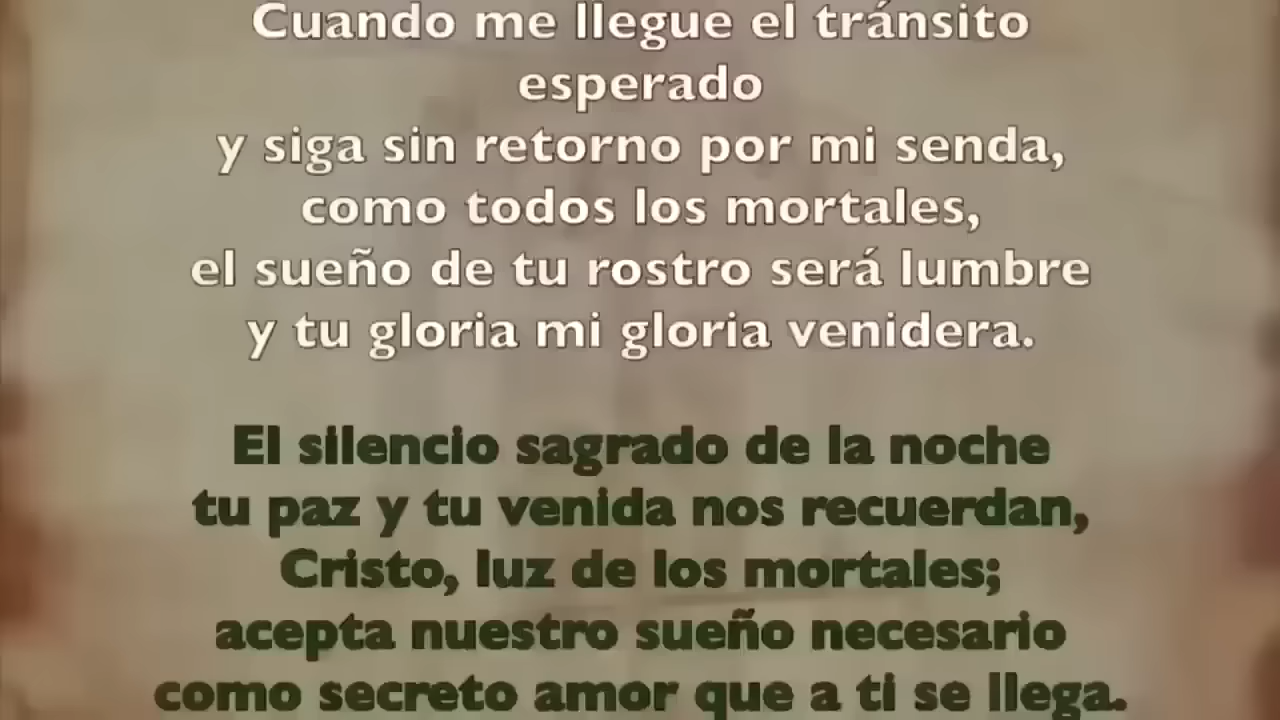 Cuando me llegue el tránsito
esperado
y siga sin retorno por mi senda,
como todos los mortales,
el sueño de tu rostro será lumbre
y tu gloria mi gloria venidera.
El silencio sagrado de la noche
tu paz y tu venida nos recuerdan,
Cristo, luz de los mortales;
acepta nuestro sueño necesario
como secreto amor que a ti se llega.